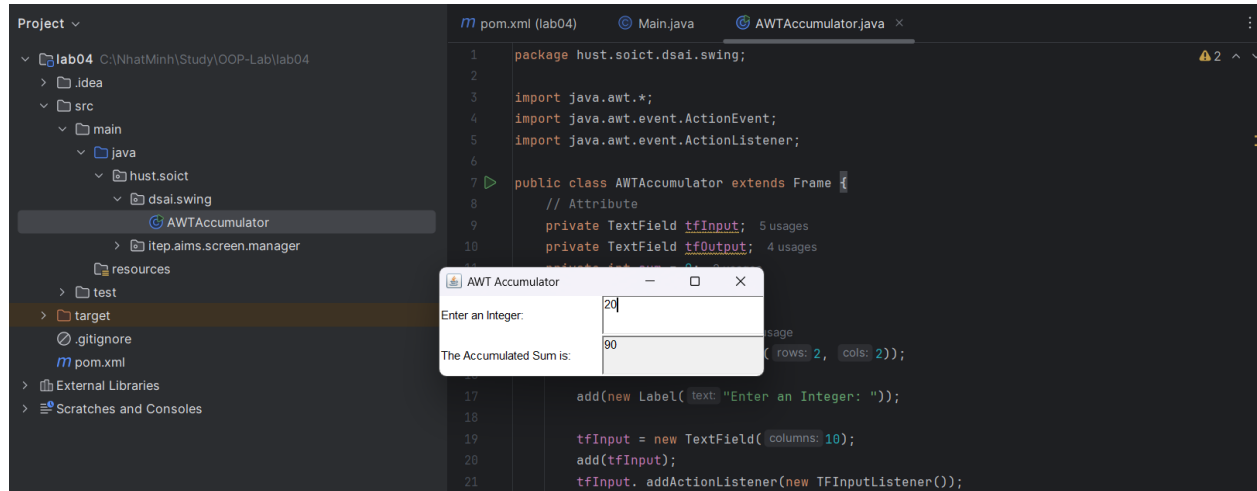 Project
pom.xml (lab04) Main.java AWTAccumulator.java
lab04 C:\NhatMinh\Study\OOP-Lab\lab04
.idea
src
main
java
hust.soict
dsai.swing
AWTAccumulator
itep.aims.screen.manager
resources
test
target
.gitignore
pom.xml
External Libraries
Scratches and Consoles
2
1 package hust.soict.dsai.swing;
2
3 import java.awt.*;
4 import java.awt.event.ActionEvent;
5 import java.awt.event.ActionListener;
6
7 public class AWTAccumulator extends Frame {
8 // Attribute
9 private TextField tfInput; 5 usages
10 private TextField tfOutput; 4 usages
AWT Accumulator
Enter an Integer: 20
The Accumulated Sum is: 90
usage
( rows: 2, cols: 2));
17 add(new Label( text: "Enter an Integer: "));
18
19 tfInput = new TextField( columns: 10);
20 add(tfInput);
21 tfInput. addActionListener(new TFInputListener());